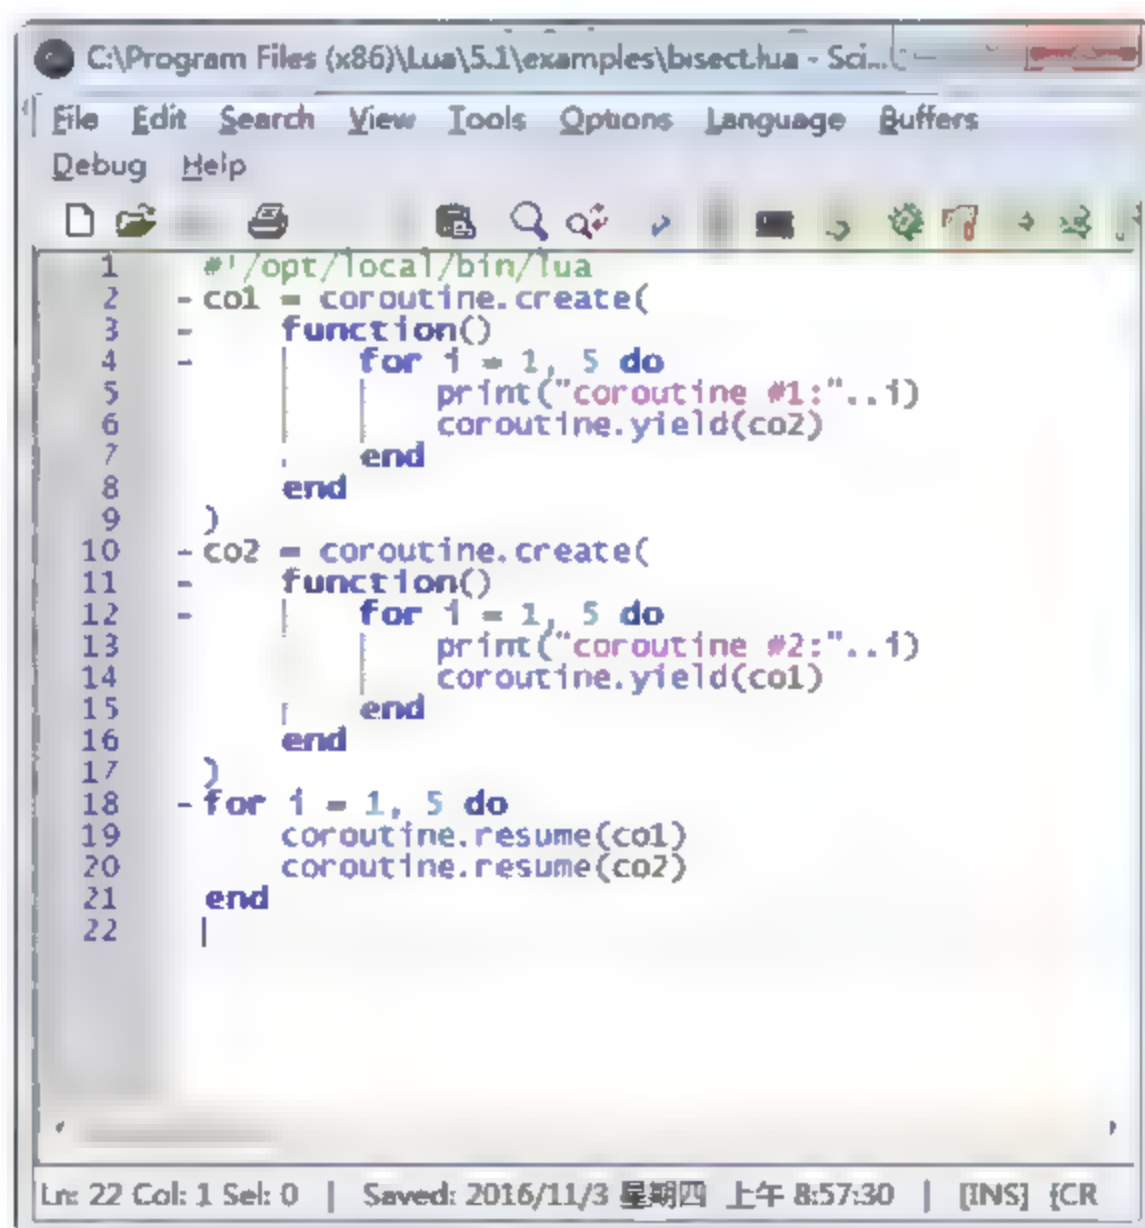 C:\Program Files (x86)\Lua\5.1\examples\bisect.lua - Sci...
File Edit Search View Tools Options Language Buffers
Debug Help
1 #!/opt/local/bin/lua
2 co1 = coroutine.create(
3 function()
4 for i = 1, 5 do
5 print("coroutine #1:"..i)
6 coroutine.yield(co2)
7 end
8 end
9 )
10 co2 = coroutine.create(
11 function()
12 for i = 1, 5 do
13 print("coroutine #2:"..i)
14 coroutine.yield(co1)
15 end
16 end
17 )
18 for i = 1, 5 do
19 coroutine.resume(co1)
20 coroutine.resume(co2)
21 end
22
Ln: 22 Col: 1 Sel: 0 | Saved: 2016/11/3 星期四 上午 8:57:30 | [INS] {CR